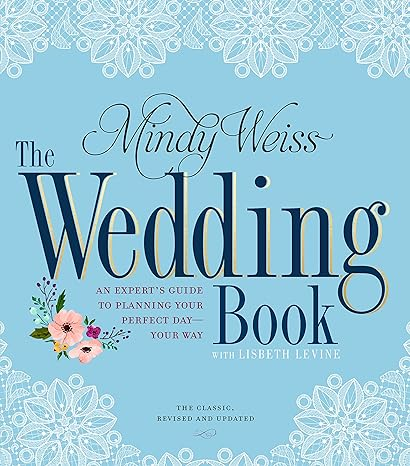 Mindy Weiss
The
Wedding
AN EXPERT'S GUIDE
TO PLANNING YOUR
PERFECT DAY—
YOUR WAY
Book
WITH LISBETH LEVINE
THE CLASSIC,
REVISED AND UPDATED